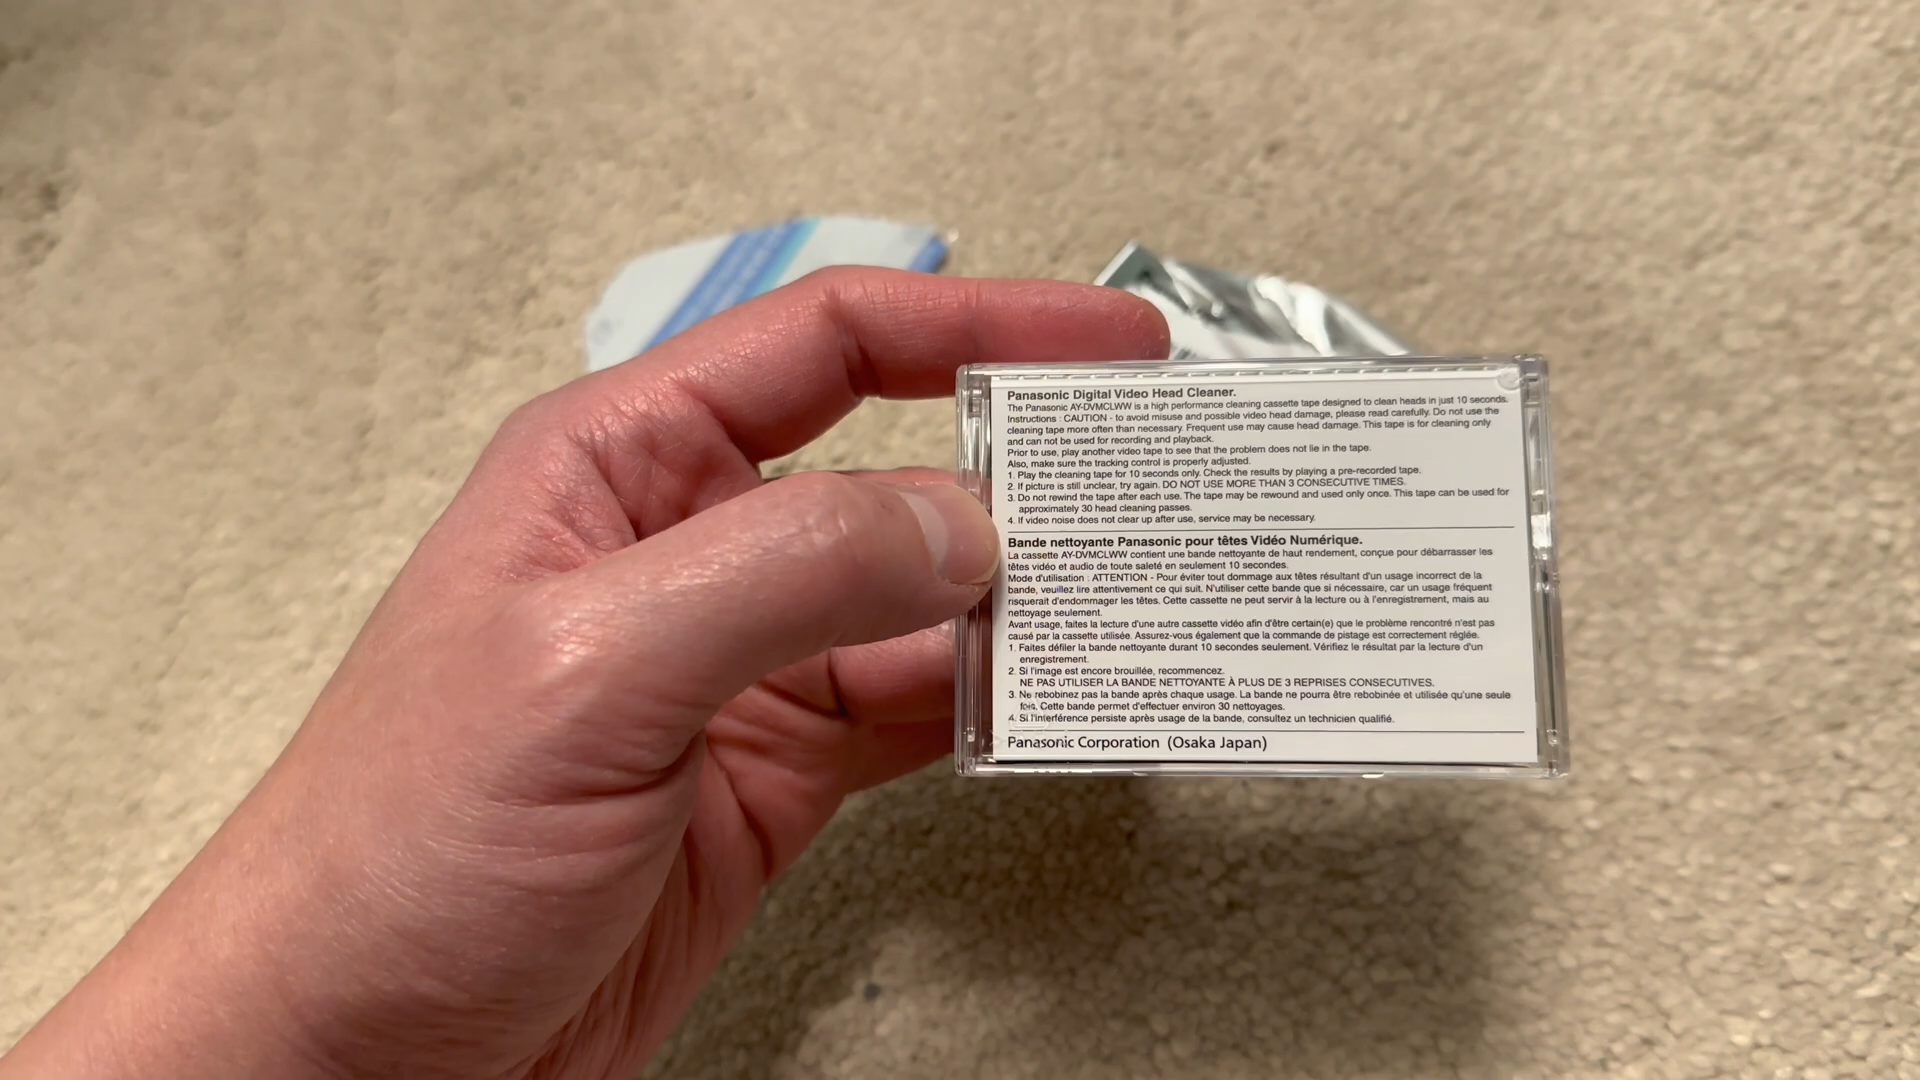 Panasonic Digital Video Head Cleaner.
The Panasonic AY-DVMCLWW is a high performance cleaning cassette tape designed to clean heads in just 10 seconds.
Instructions : CAUTION - to avoid misuse and possible video head damage, please read carefully. Do not use the
cleaning tape more often than necessary. Frequent use may cause head damage. This tape is for cleaning only
and can not be used for recording and playback.
Prior to use, play another video tape to see that the problem does not lie in the tape.
Also, make sure the tracking control is properly adjusted.
1. Play the cleaning tape for 10 seconds only. Check the results by playing a pre-recorded tape.
2. If picture is still unclear, try again. DO NOT USE MORE THAN 3 CONSECUTIVE TIMES.
3. Do not rewind the tape after each use. The tape may be rewound and used only once. This tape can be used for
approximately 30 head cleaning passes.
4. If video noise does not clear up after use, service may be necessary.
Bande nettoyante Panasonic pour têtes Vidéo Numérique.
La cassette AY-DVMCLWW contient une bande nettoyante de haut rendement, conçue pour débarrasser les
têtes vidéo et audio de toute saleté en seulement 10 secondes.
Mode d'utilisation : ATTENTION - Pour éviter tout dommage aux têtes résultant d'un usage incorrect de la
bande, veuillez lire attentivement ce qui suit. N'utiliser cette bande que si nécessaire, car un usage fréquent
risquerait d'endommager les têtes. Cette cassette ne peut servir à la lecture ou à l'enregistrement, mais au
nettoyage seulement.
Avant usage, faites la lecture d'une autre cassette vidéo afin d'être certain(e) que le problème rencontré n'est pas
causé par la cassette utilisée. Assurez-vous également que la commande de pistage est correctement réglée.
1. Faites défiler la bande nettoyante durant 10 secondes seulement. Vérifiez le résultat par la lecture d'un
enregistrement.
2. Si l'image est encore brouillée, recommencez.
NE PAS UTILISER LA BANDE NETTOYANTE À PLUS DE 3 REPRISES CONSECUTIVES.
3. Ne rebobinez pas la bande après chaque usage. La bande ne pourra être rebobinée et utilisée qu'une seule
fois. Cette bande permet d'effectuer environ 30 nettoyages.
4. Si l'interférence persiste après usage de la bande, consultez un technicien qualifié.
Panasonic Corporation (Osaka Japan)